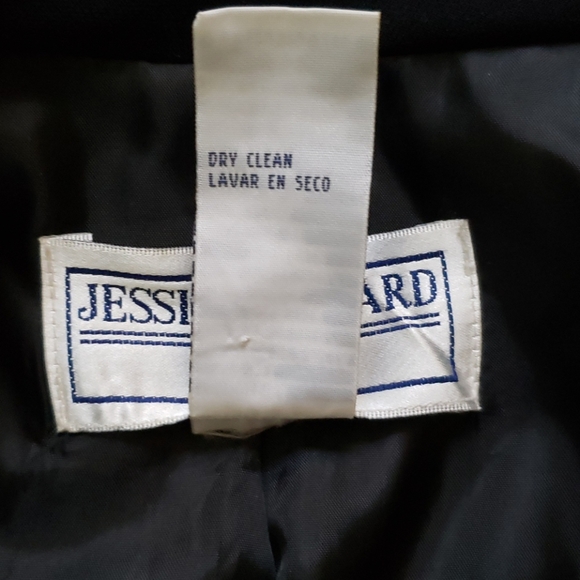 DRY CLEAN
LAVAR EN SECO
JESSI ARD